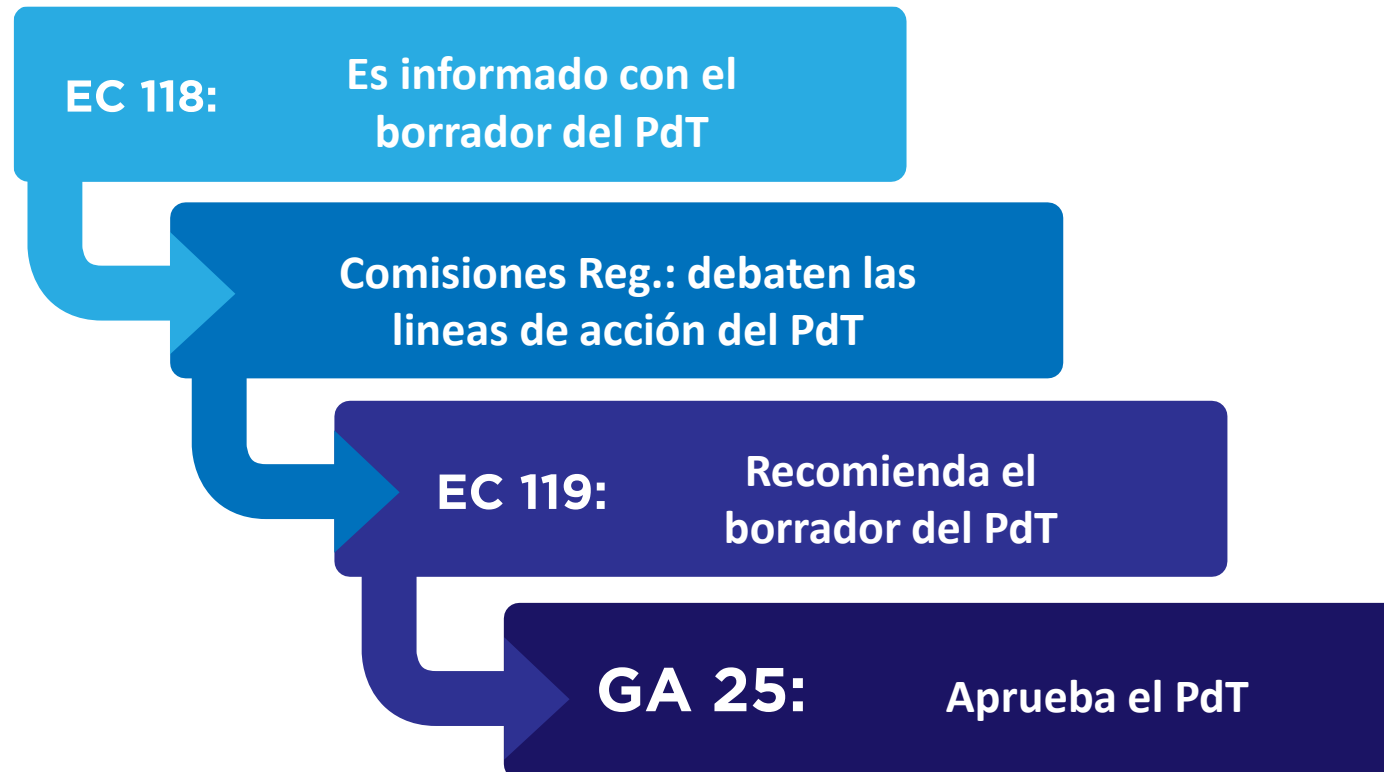 EC 118:
Es informado con el
borrador del PdT
Comisiones Reg.: debaten las
lineas de acción del PdT
EC 119:
Recomienda el
borrador del PdT
GA 25:
Aprueba el PdT